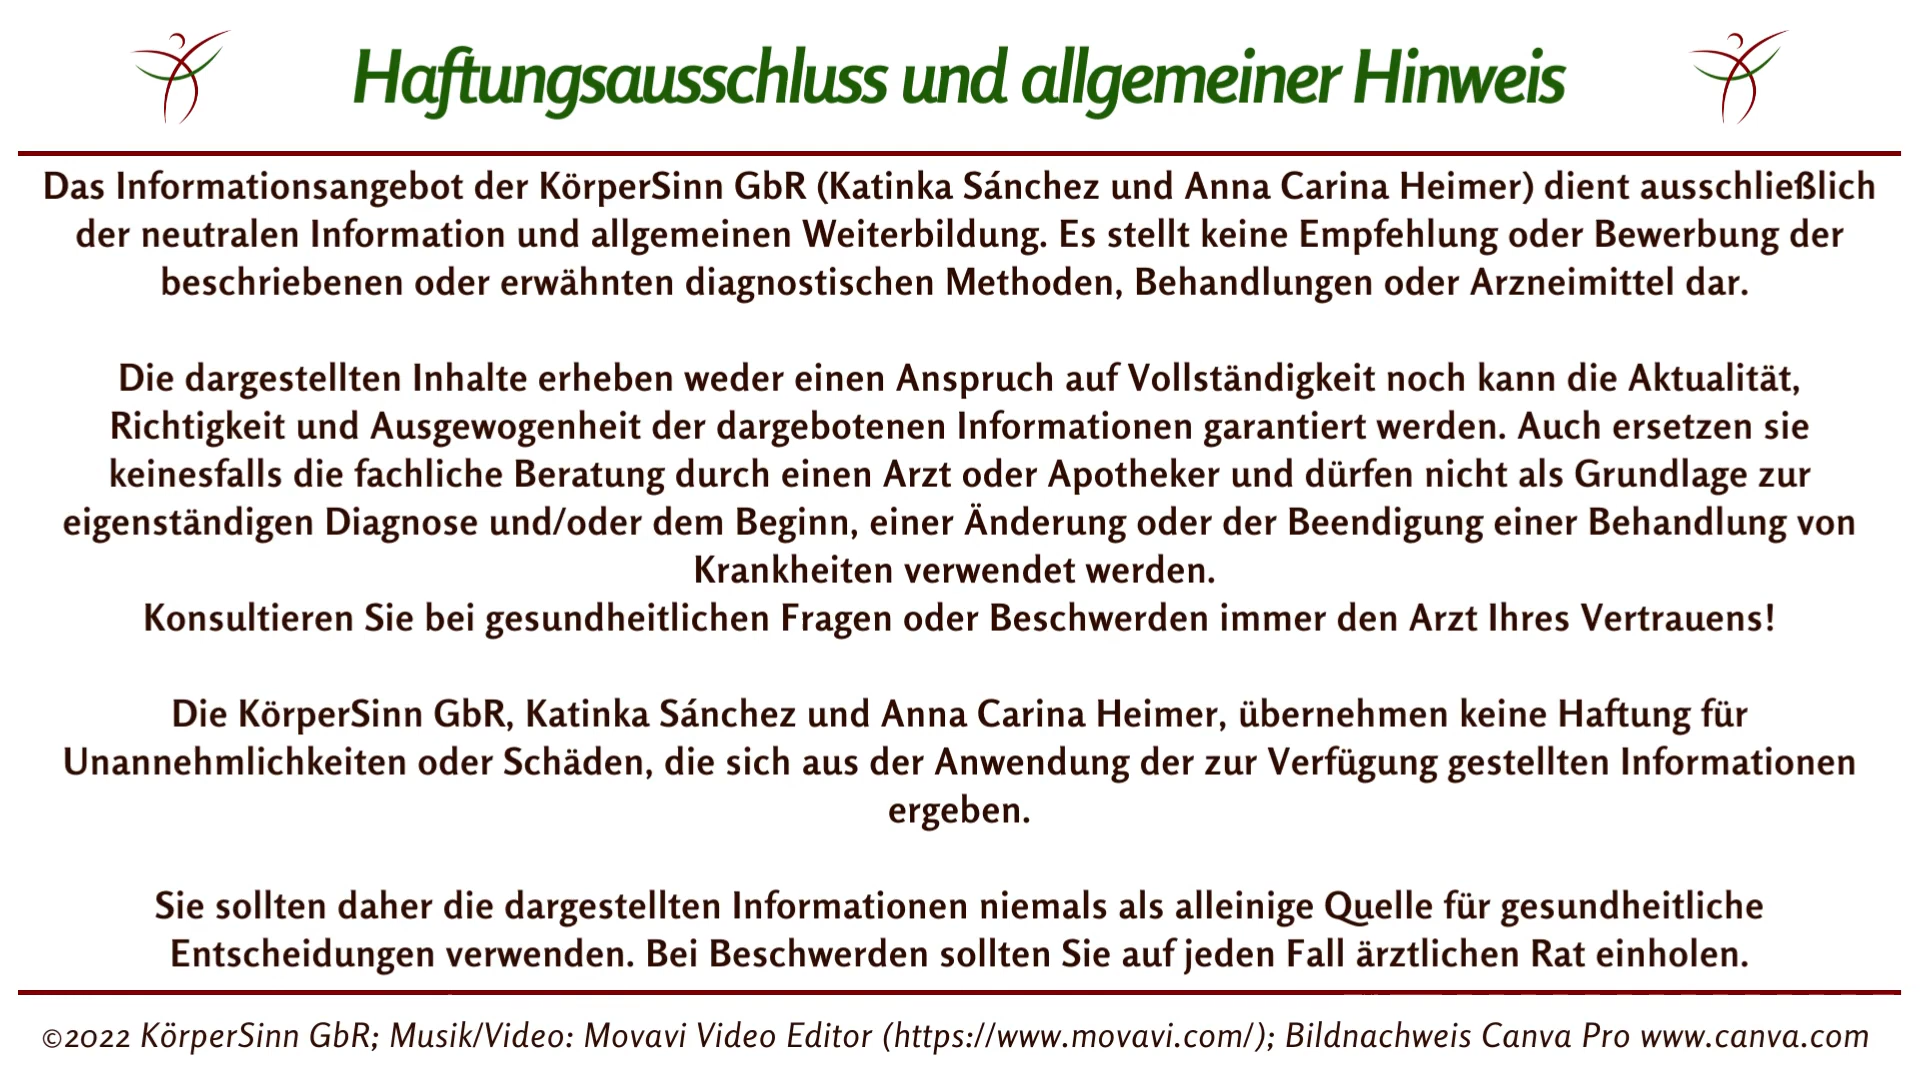 Haftungsausschluss und allgemeiner Hinweis
Das Informationsangebot der KörperSinn GbR (Katinka Sánchez und Anna Carina Heimer) dient ausschließlich
der neutralen Information und allgemeinen Weiterbildung. Es stellt keine Empfehlung oder Bewerbung der
beschriebenen oder erwähnten diagnostischen Methoden, Behandlungen oder Arzneimittel dar.
Die dargestellten Inhalte erheben weder einen Anspruch auf Vollständigkeit noch kann die Aktualität,
Richtigkeit und Ausgewogenheit der dargebotenen Informationen garantiert werden. Auch ersetzen sie
keinesfalls die fachliche Beratung durch einen Arzt oder Apotheker und dürfen nicht als Grundlage zur
eigenständigen Diagnose und/oder dem Beginn, einer Änderung oder der Beendigung einer Behandlung von
Krankheiten verwendet werden.
Konsultieren Sie bei gesundheitlichen Fragen oder Beschwerden immer den Arzt Ihres Vertrauens!
Die KörperSinn GbR, Katinka Sánchez und Anna Carina Heimer, übernehmen keine Haftung für
Unannehmlichkeiten oder Schäden, die sich aus der Anwendung der zur Verfügung gestellten Informationen
ergeben.
Sie sollten daher die dargestellten Informationen niemals als alleinige Quelle für gesundheitliche
Entscheidungen verwenden. Bei Beschwerden sollten Sie auf jeden Fall ärztlichen Rat einholen.
©2022 KörperSinn GbR; Musik/Video: Movavi Video Editor (https://www.movavi.com/); Bildnachweis Canva Pro www.canva.com